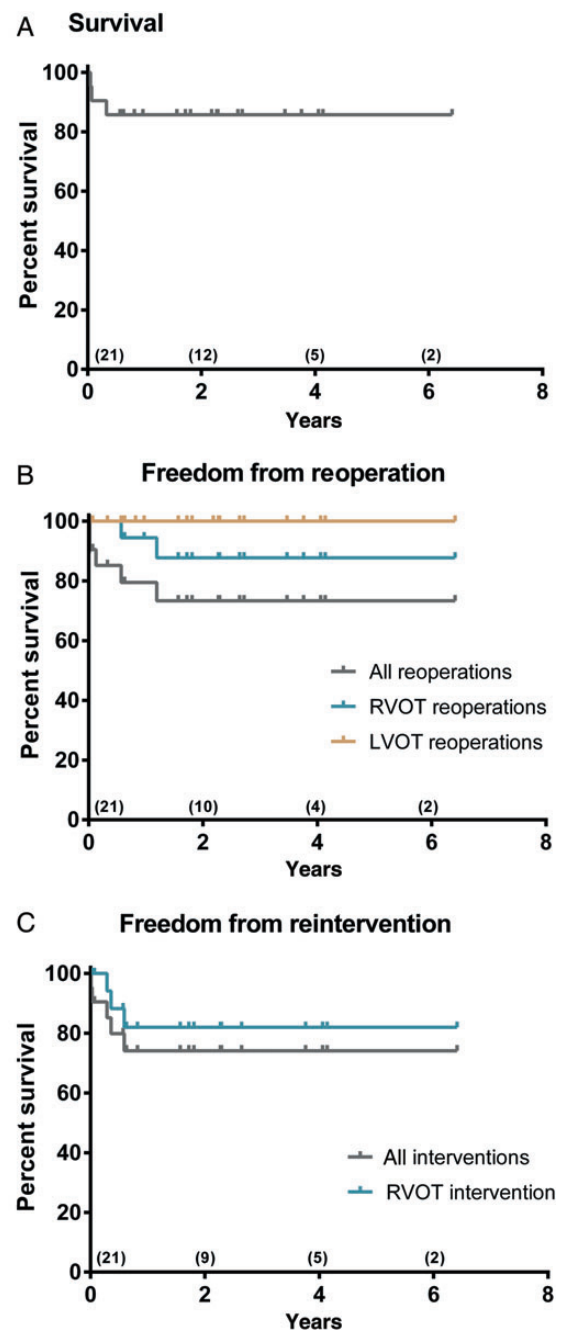 A Survival
100
80
60
40
20
0
Percent survival
(21) (12) (5) (2)
0 2 4 6 8
Years
B Freedom from reoperation
100
80
60
40
20
0
Percent survival
All reoperations
RVOT reoperations
LVOT reoperations
(21) (10) (4) (2)
0 2 4 6 8
Years
C Freedom from reintervention
100
80
60
40
20
0
Percent survival
All interventions
RVOT intervention
(21) (9) (5) (2)
0 2 4 6 8
Years